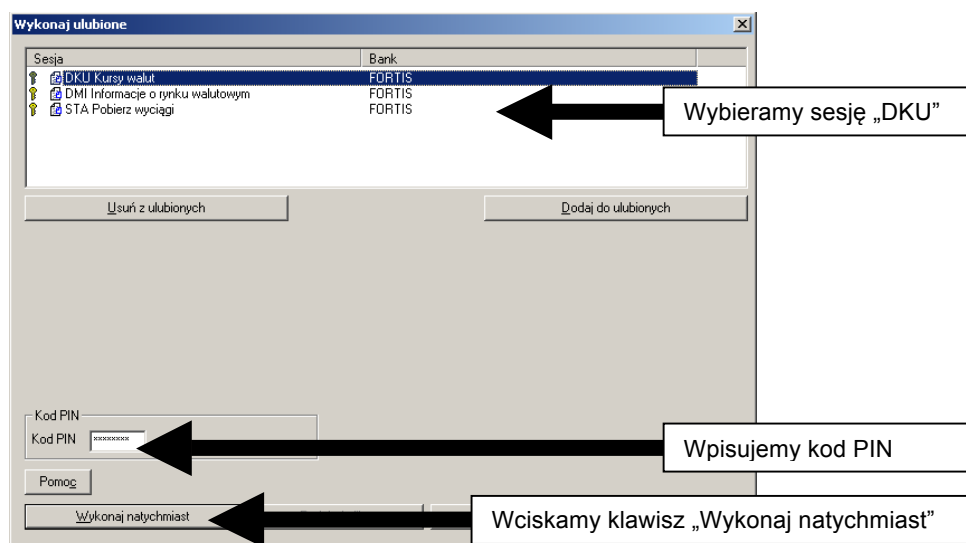 Wykonaj ulubione
Sesja Bank
DKU Kursy walut FORTIS
DMI Informacje o rynku walutowym FORTIS
STA Pobierz wyciągi FORTIS
Wybieramy sesję „DKU”
Usuń z ulubionych Dodaj do ulubionych
Kod PIN
Kod PIN xxxxxxxx
Wpisujemy kod PIN
Pomoc
Wykonaj natychmiast
Wciskamy klawisz „Wykonaj natychmiast”